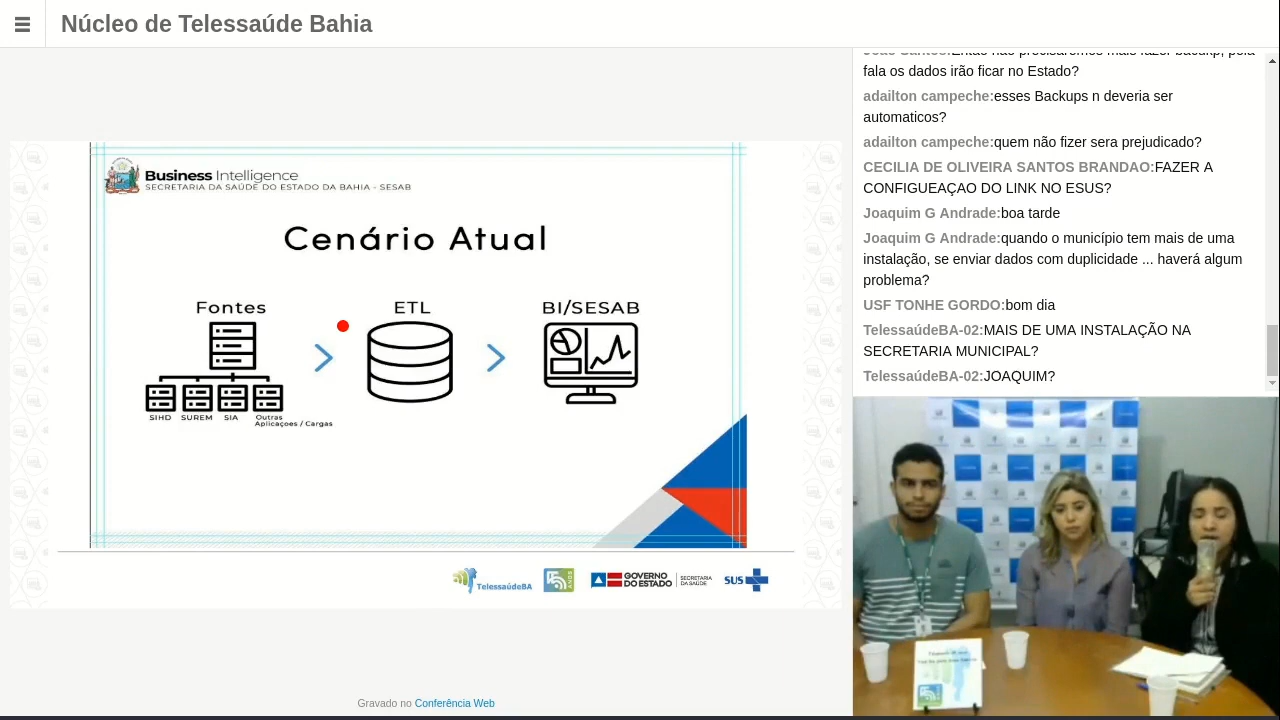 Núcleo de Telessaúde Bahia
Business Intelligence
SECRETARIA DA SAÚDE DO ESTADO DA BAHIA - SESAB
Cenário Atual
Fontes
ETL
BI/SESAB
SIHD
SUREM
SIA
Outras
Aplicaçoes / Cargas
TelessaúdeBA
ANOS
GOVERNO
DO ESTADO
SECRETARIA
DA SAÚDE
SUS
Gravado no Conferência Web
fala os dados irão ficar no Estado?
adailton campeche:esses Backups n deveria ser
automaticos?
adailton campeche:quem não fizer sera prejudicado?
CECILIA DE OLIVEIRA SANTOS BRANDAO:FAZER A
CONFIGUEAÇAO DO LINK NO ESUS?
Joaquim G Andrade:boa tarde
Joaquim G Andrade:quando o município tem mais de uma
instalação, se enviar dados com duplicidade ... haverá algum
problema?
USF TONHE GORDO:bom dia
TelessaúdeBA-02:MAIS DE UMA INSTALAÇÃO NA
SECRETARIA MUNICIPAL?
TelessaúdeBA-02:JOAQUIM?